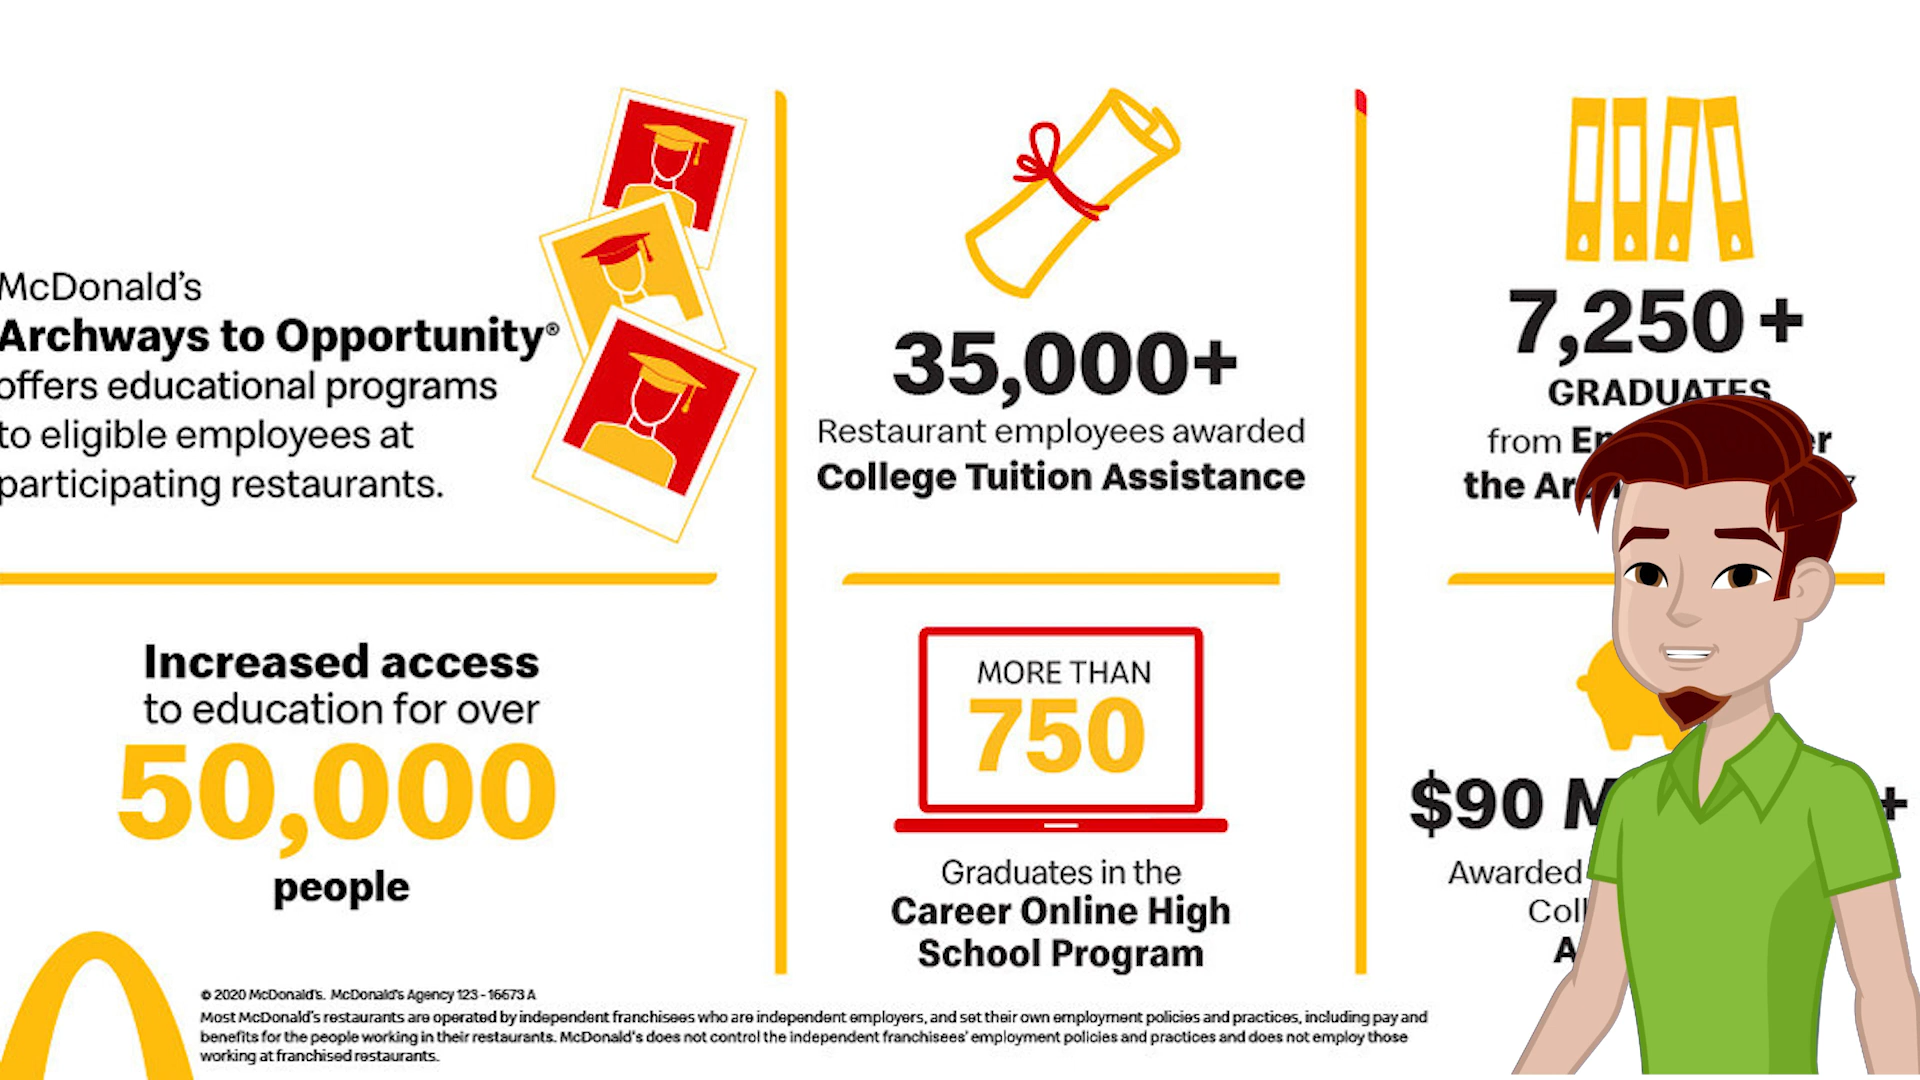 McDonald's
Archways to Opportunity®
offers educational programs
to eligible employees at
participating restaurants.
35,000+
Restaurant employees awarded
College Tuition Assistance
7,250+
GRADUATES
from
the
Increased access
to education for over
50,000
people
MORE THAN
750
Graduates in the
Career Online High
School Program
$90 +
Awarded
© 2020 McDonald's. McDonald's Agency 123 - 16673 A
Most McDonald's restaurants are operated by independent franchisees who are independent employers, and set their own employment policies and practices, including pay and
benefits for the people working in their restaurants. McDonald's does not control the independent franchisees' employment policies and practices and does not employ those
working at franchised restaurants.